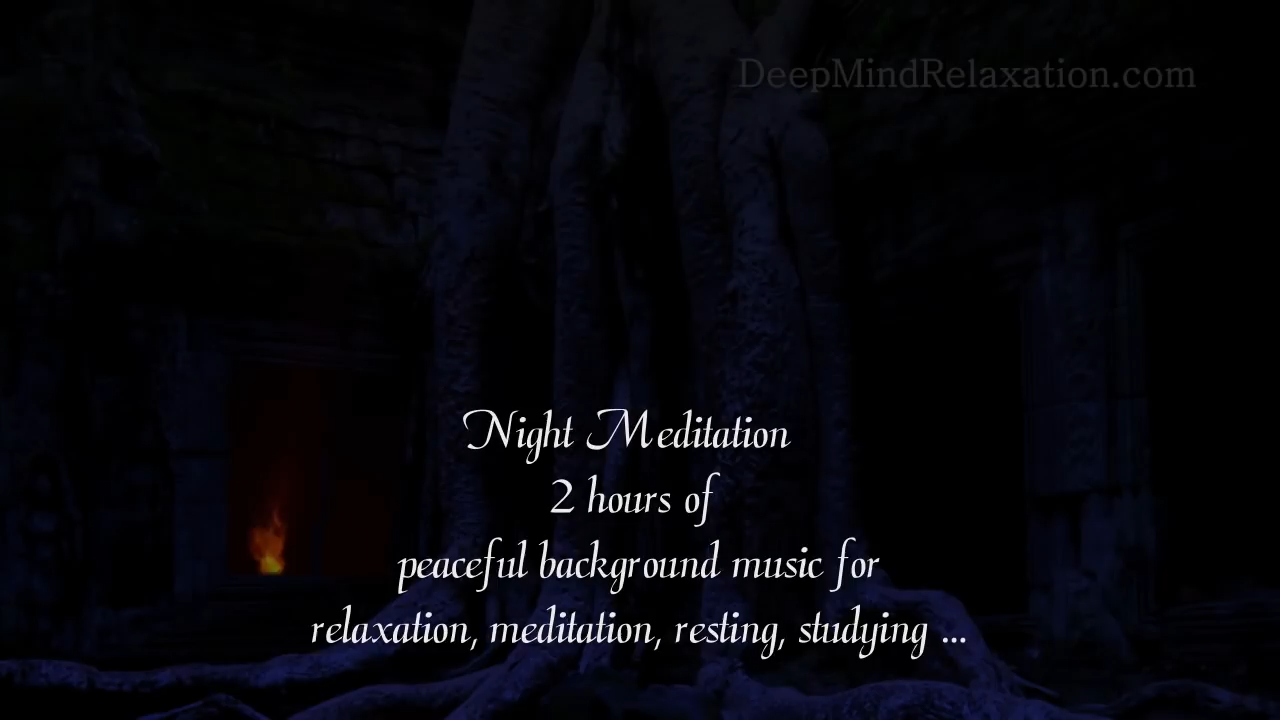 DeepMindRelaxation.com
Night Meditation
2 hours of
peaceful background music for
relaxation, meditation, resting, studying ...